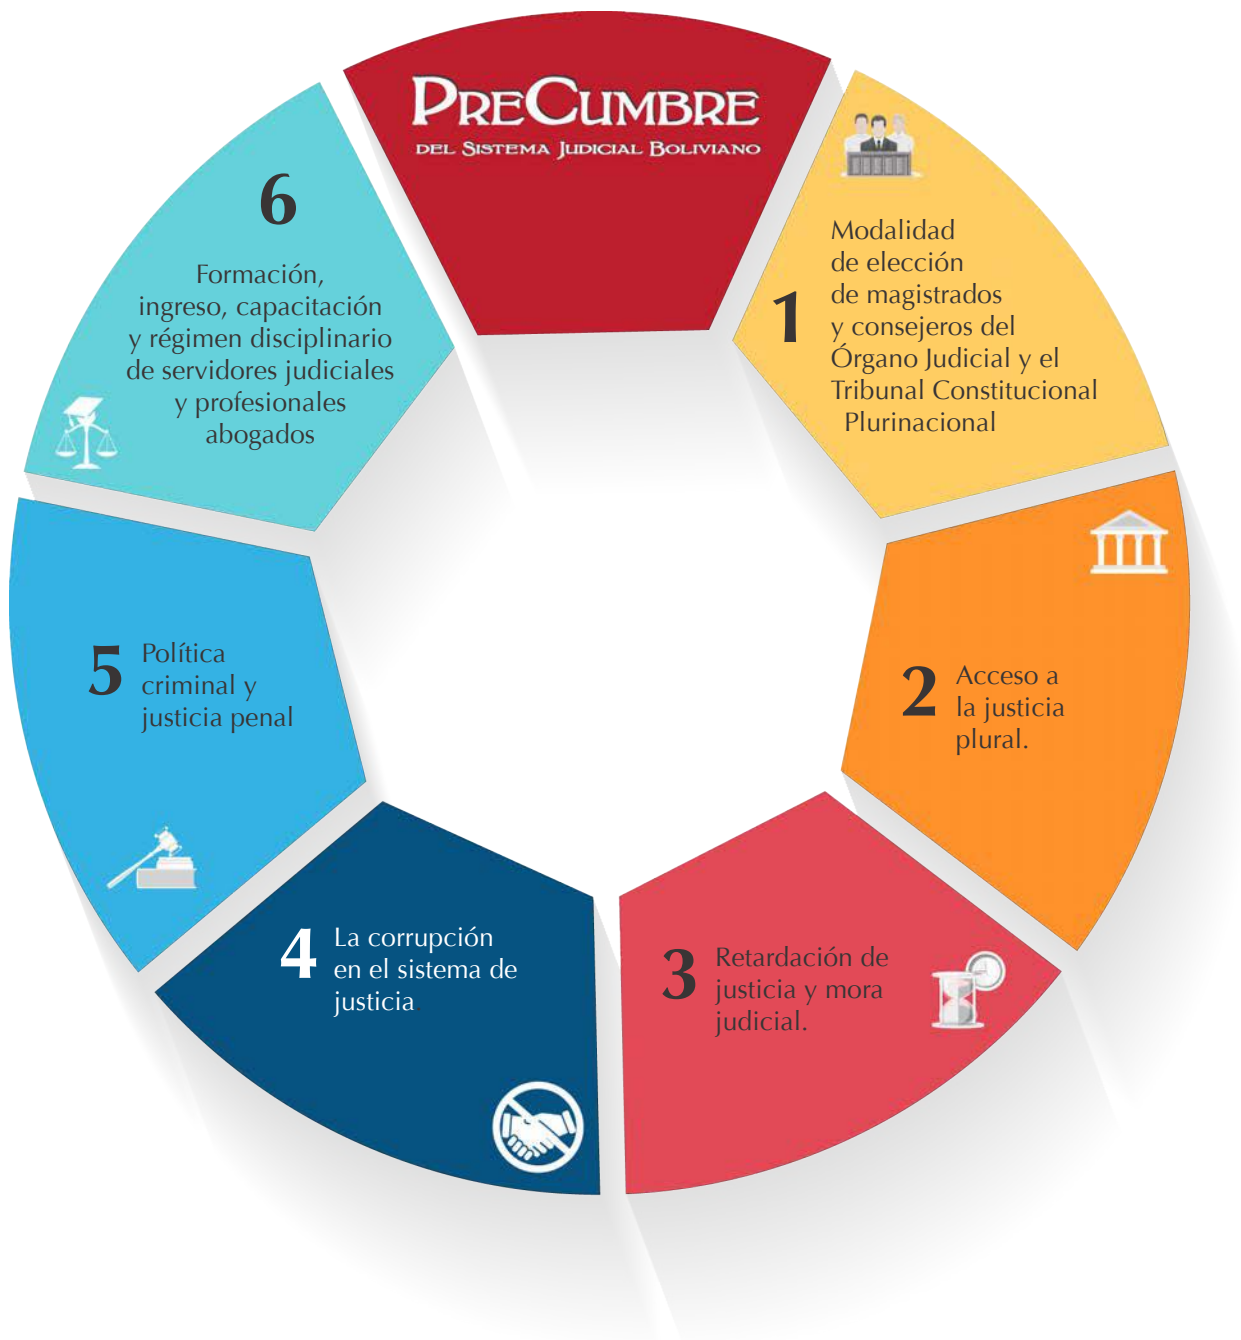 PRECUMBRE
DEL SISTEMA JUDICIAL BOLIVIANO
1
Modalidad
de elección
de magistrados
y consejeros del
Órgano Judicial y el
Tribunal Constitucional
Plurinacional
2
Acceso a
la justicia
plural.
3
Retardación de
justicia y mora
judicial.
4
La corrupción
en el sistema de
justicia
5
Política
criminal y
justicia penal
6
Formación,
ingreso, capacitación
y régimen disciplinario
de servidores judiciales
y profesionales
abogados